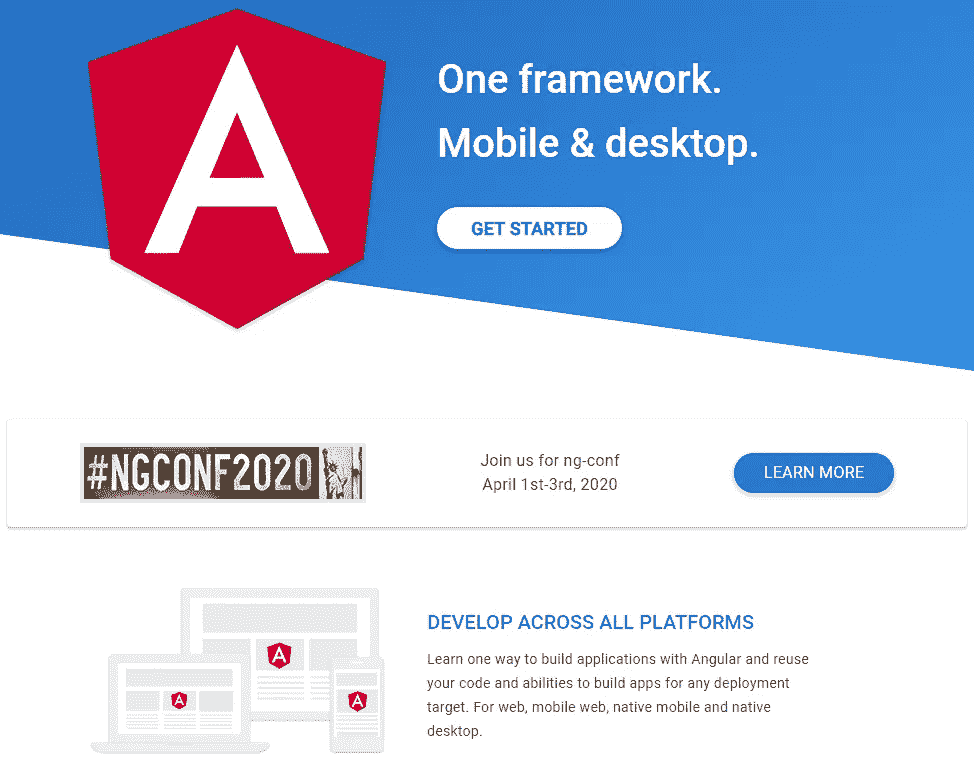 A
One framework.
Mobile & desktop.
GET STARTED
#NGCONF2020
Join us for ng-conf
April 1st-3rd, 2020
LEARN MORE
A
A
A
DEVELOP ACROSS ALL PLATFORMS
Learn one way to build applications with Angular and reuse
your code and abilities to build apps for any deployment
target. For web, mobile web, native mobile and native
desktop.